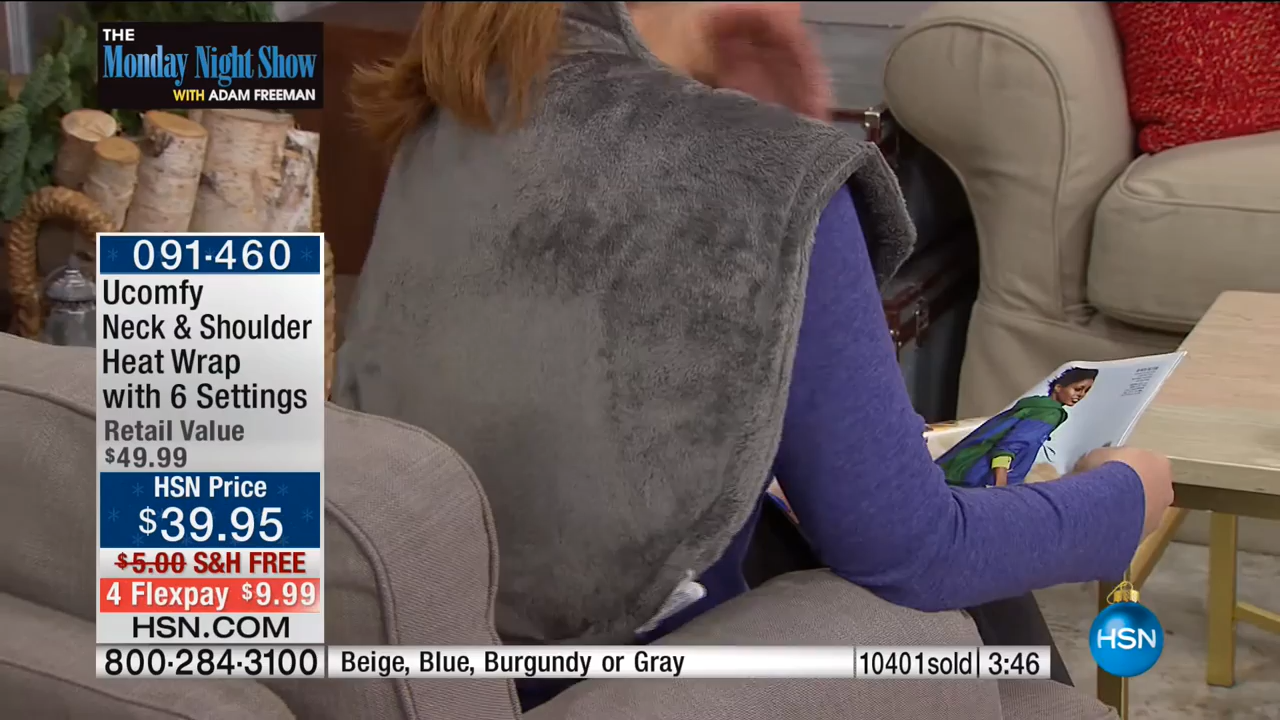 THE
Monday Night Show
WITH ADAM FREEMAN
091·460
Ucomfy
Neck & Shoulder
Heat Wrap
with 6 Settings
Retail Value
$49.99
HSN Price
$39.95
$5.00 S&H FREE
4 Flexpay $9.99
HSN.COM
800·284·3100
Beige, Blue, Burgundy or Gray
10401sold
3:46
HSN